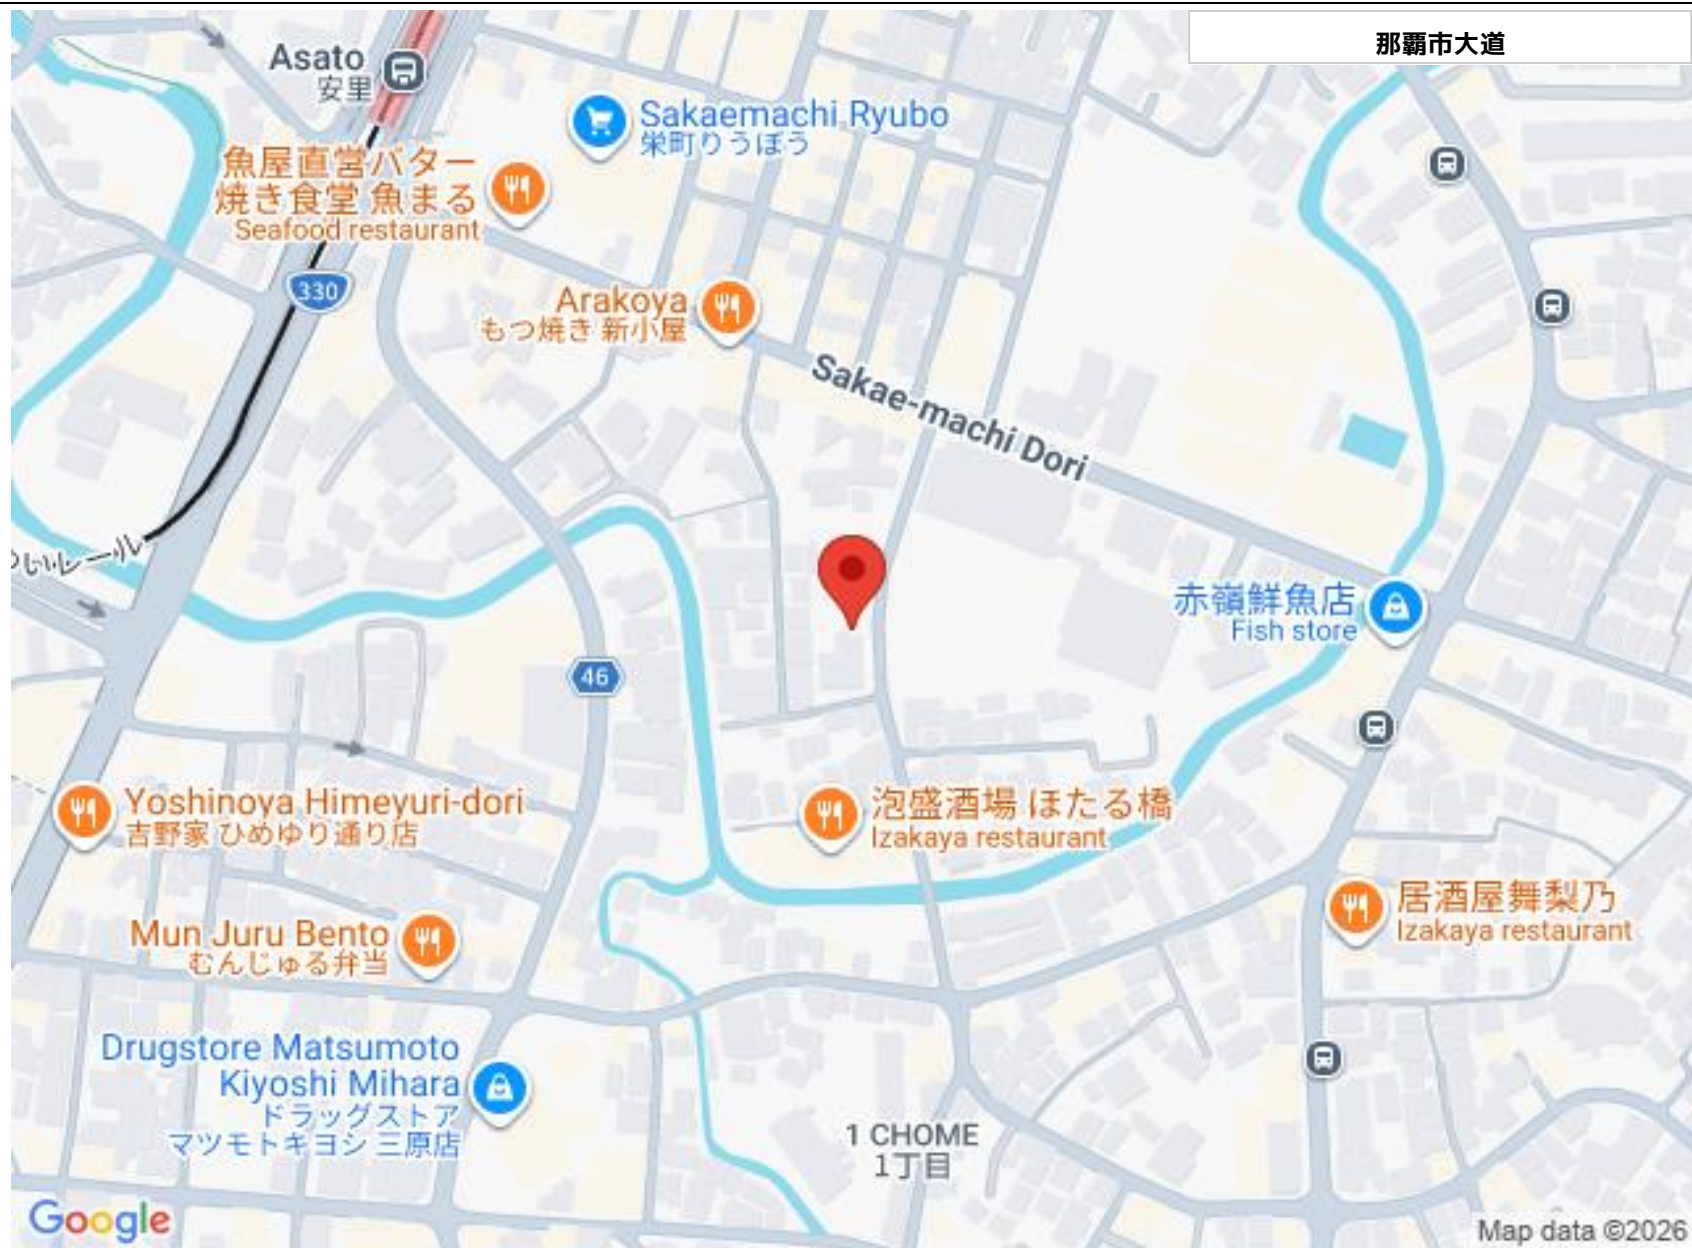 那覇市大道
Asato
安里
Sakaemachi Ryubo
栄町りうぼう
魚屋直営バター
焼き食堂 魚まる
Seafood restaurant
330
Arakoya
もつ焼き 新小屋
Sakae-machi Dori
いレール
赤嶺鮮魚店
Fish store
46
Yoshinoya Himeyuri-dori
吉野家 ひめゆり通り店
泡盛酒場 ほたる橋
Izakaya restaurant
居酒屋舞梨乃
Izakaya restaurant
Mun Juru Bento
むんじゅる弁当
Drugstore Matsumoto
Kiyoshi Mihara
ドラッグストア
マツモトキヨシ 三原店
1 CHOME
1丁目
Google
Map data ©2026